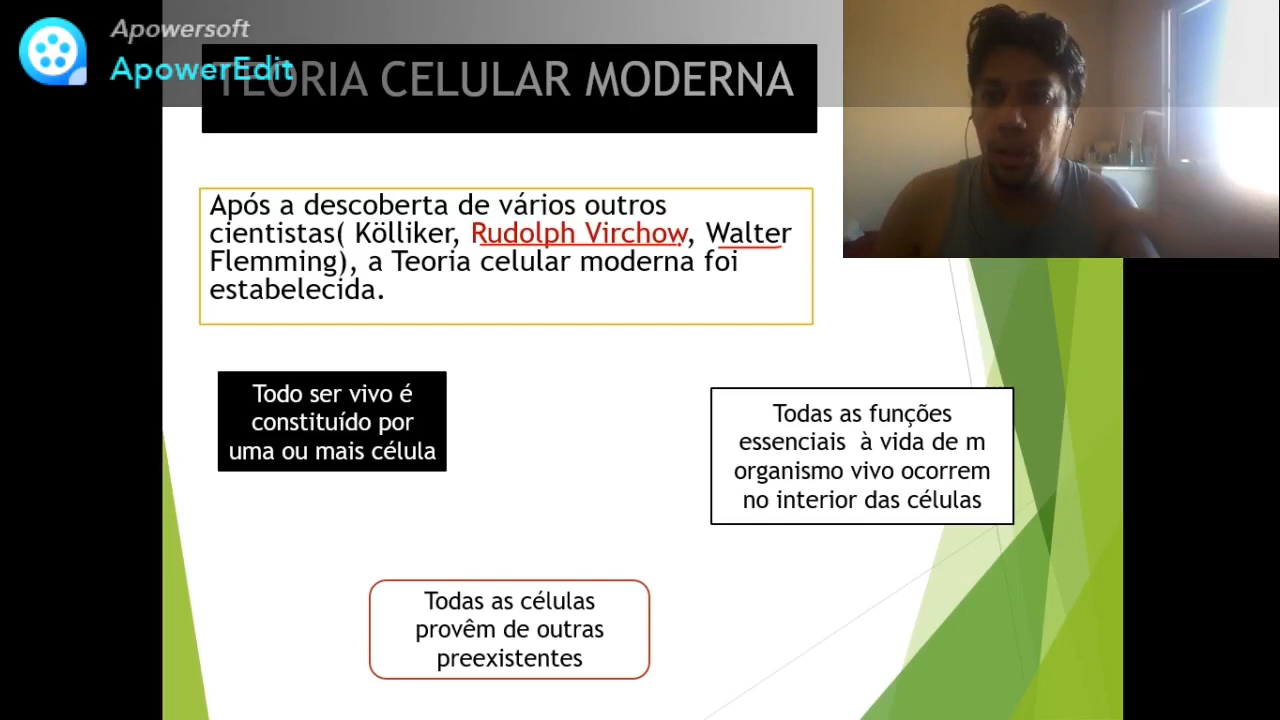 Apowersoft
ApowerEdit
TEORIA CELULAR MODERNA
Após a descoberta de vários outros
cientistas( Kölliker, Rudolph Virchow, Walter
Flemming), a Teoria celular moderna foi
estabelecida.
Todo ser vivo é
constituído por
uma ou mais célula
Todas as funções
essenciais à vida de m
organismo vivo ocorrem
no interior das células
Todas as células
provêm de outras
preexistentes